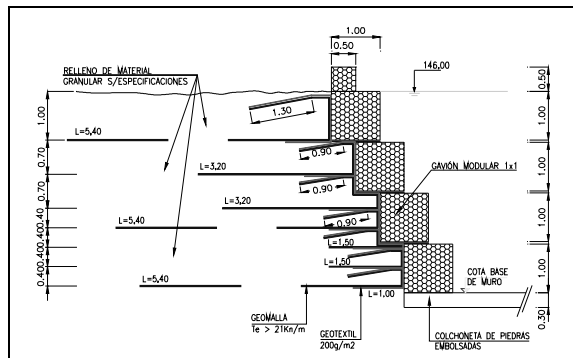 1.00
0.50
RELLENO DE MATERIAL
GRANULAR S/ESPECIFICACIONES
146,00
0.50
1.00
1.30
1.00
L=5,40
0.90
0.70
L=3,20
0.90
GAVIÓN MODULAR 1x1
1.00
0.70
L=3,20
0.90
1.00
0.40
L=5,40
0.40
L=1,50
0.40
L=1,50
COTA BASE
DE MURO
1.00
0.40
L=5,40
L=1,00
0.30
GEOMALLA
Te > 21Kn/m
GEOTEXTIL
200g/m2
COLCHONETA DE PIEDRAS
EMBOLSADAS